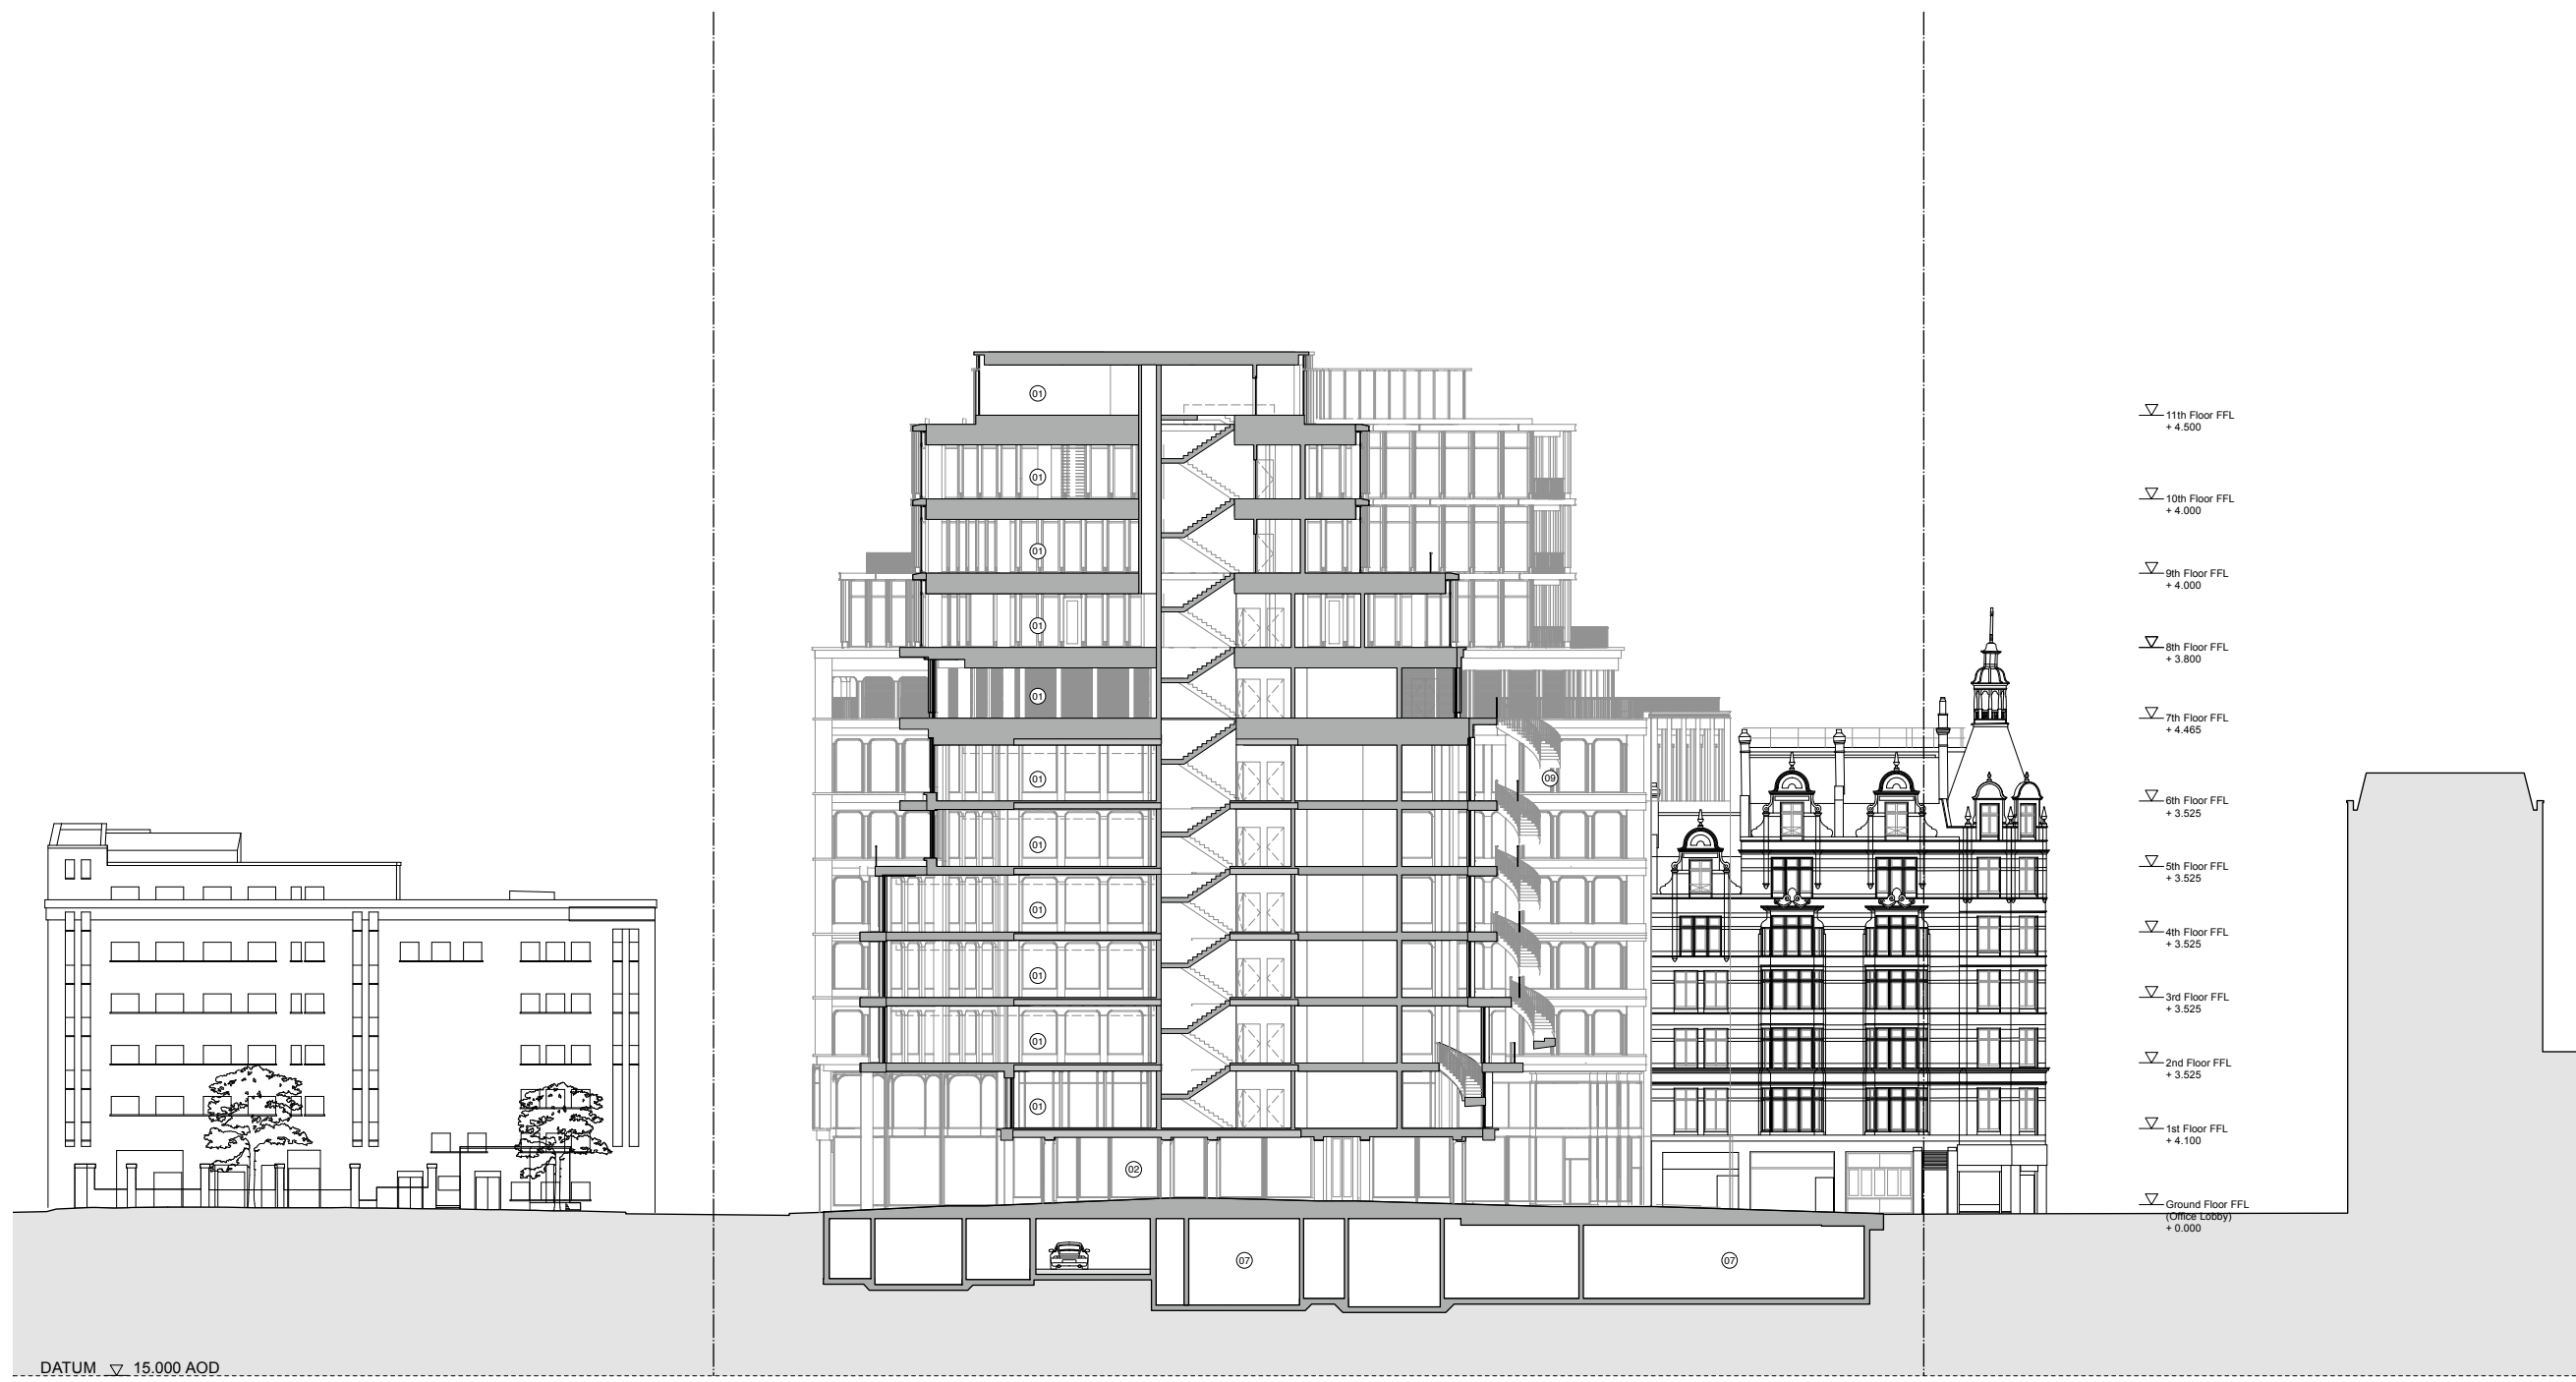 01
11th Floor FFL
+ 4.500
01
10th Floor FFL
+ 4.000
01
9th Floor FFL
+ 4.000
01
8th Floor FFL
+ 3.800
01
7th Floor FFL
+ 4.465
01
09
6th Floor FFL
+ 3.525
01
5th Floor FFL
+ 3.525
01
4th Floor FFL
+ 3.525
01
3rd Floor FFL
+ 3.525
01
2nd Floor FFL
+ 3.525
01
1st Floor FFL
+ 4.100
02
Ground Floor FFL
(Office Lobby)
+ 0.000
07
07
DATUM 15.000 AOD